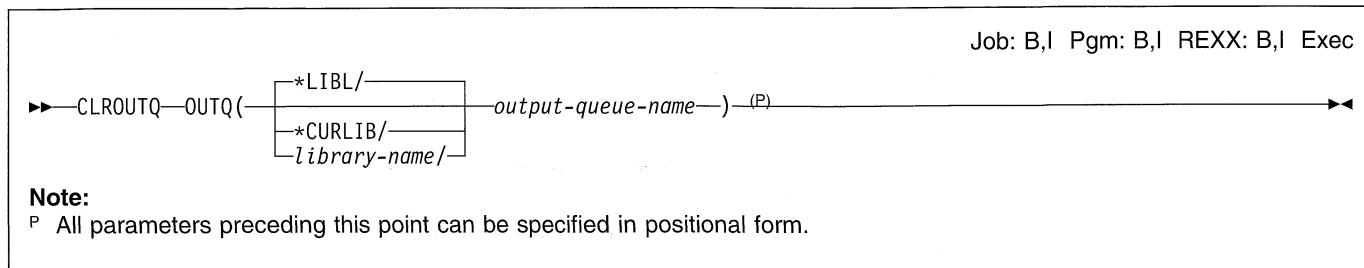 Job: B,I Pgm: B,I REXX: B,I Exec
*LIBL/
CLROUTQ OUTQ( output-queue-name ) (P)
*CURLIB/
library-name/
Note:
P All parameters preceding this point can be specified in positional form.